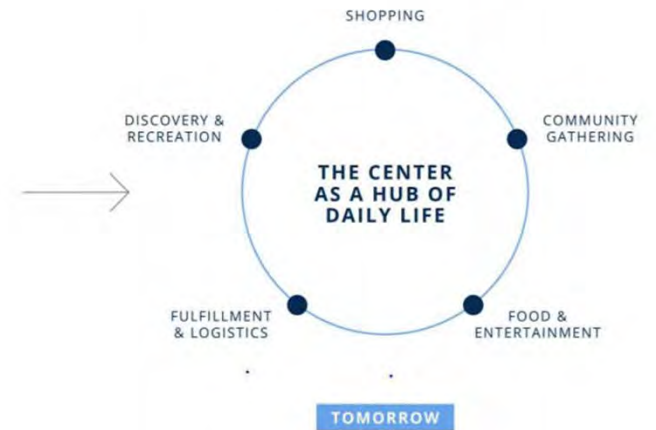 SHOPPING
DISCOVERY &
RECREATION
COMMUNITY
GATHERING
THE CENTER
AS A HUB OF
DAILY LIFE
FULFILLMENT
& LOGISTICS
FOOD &
ENTERTAINMENT
TOMORROW